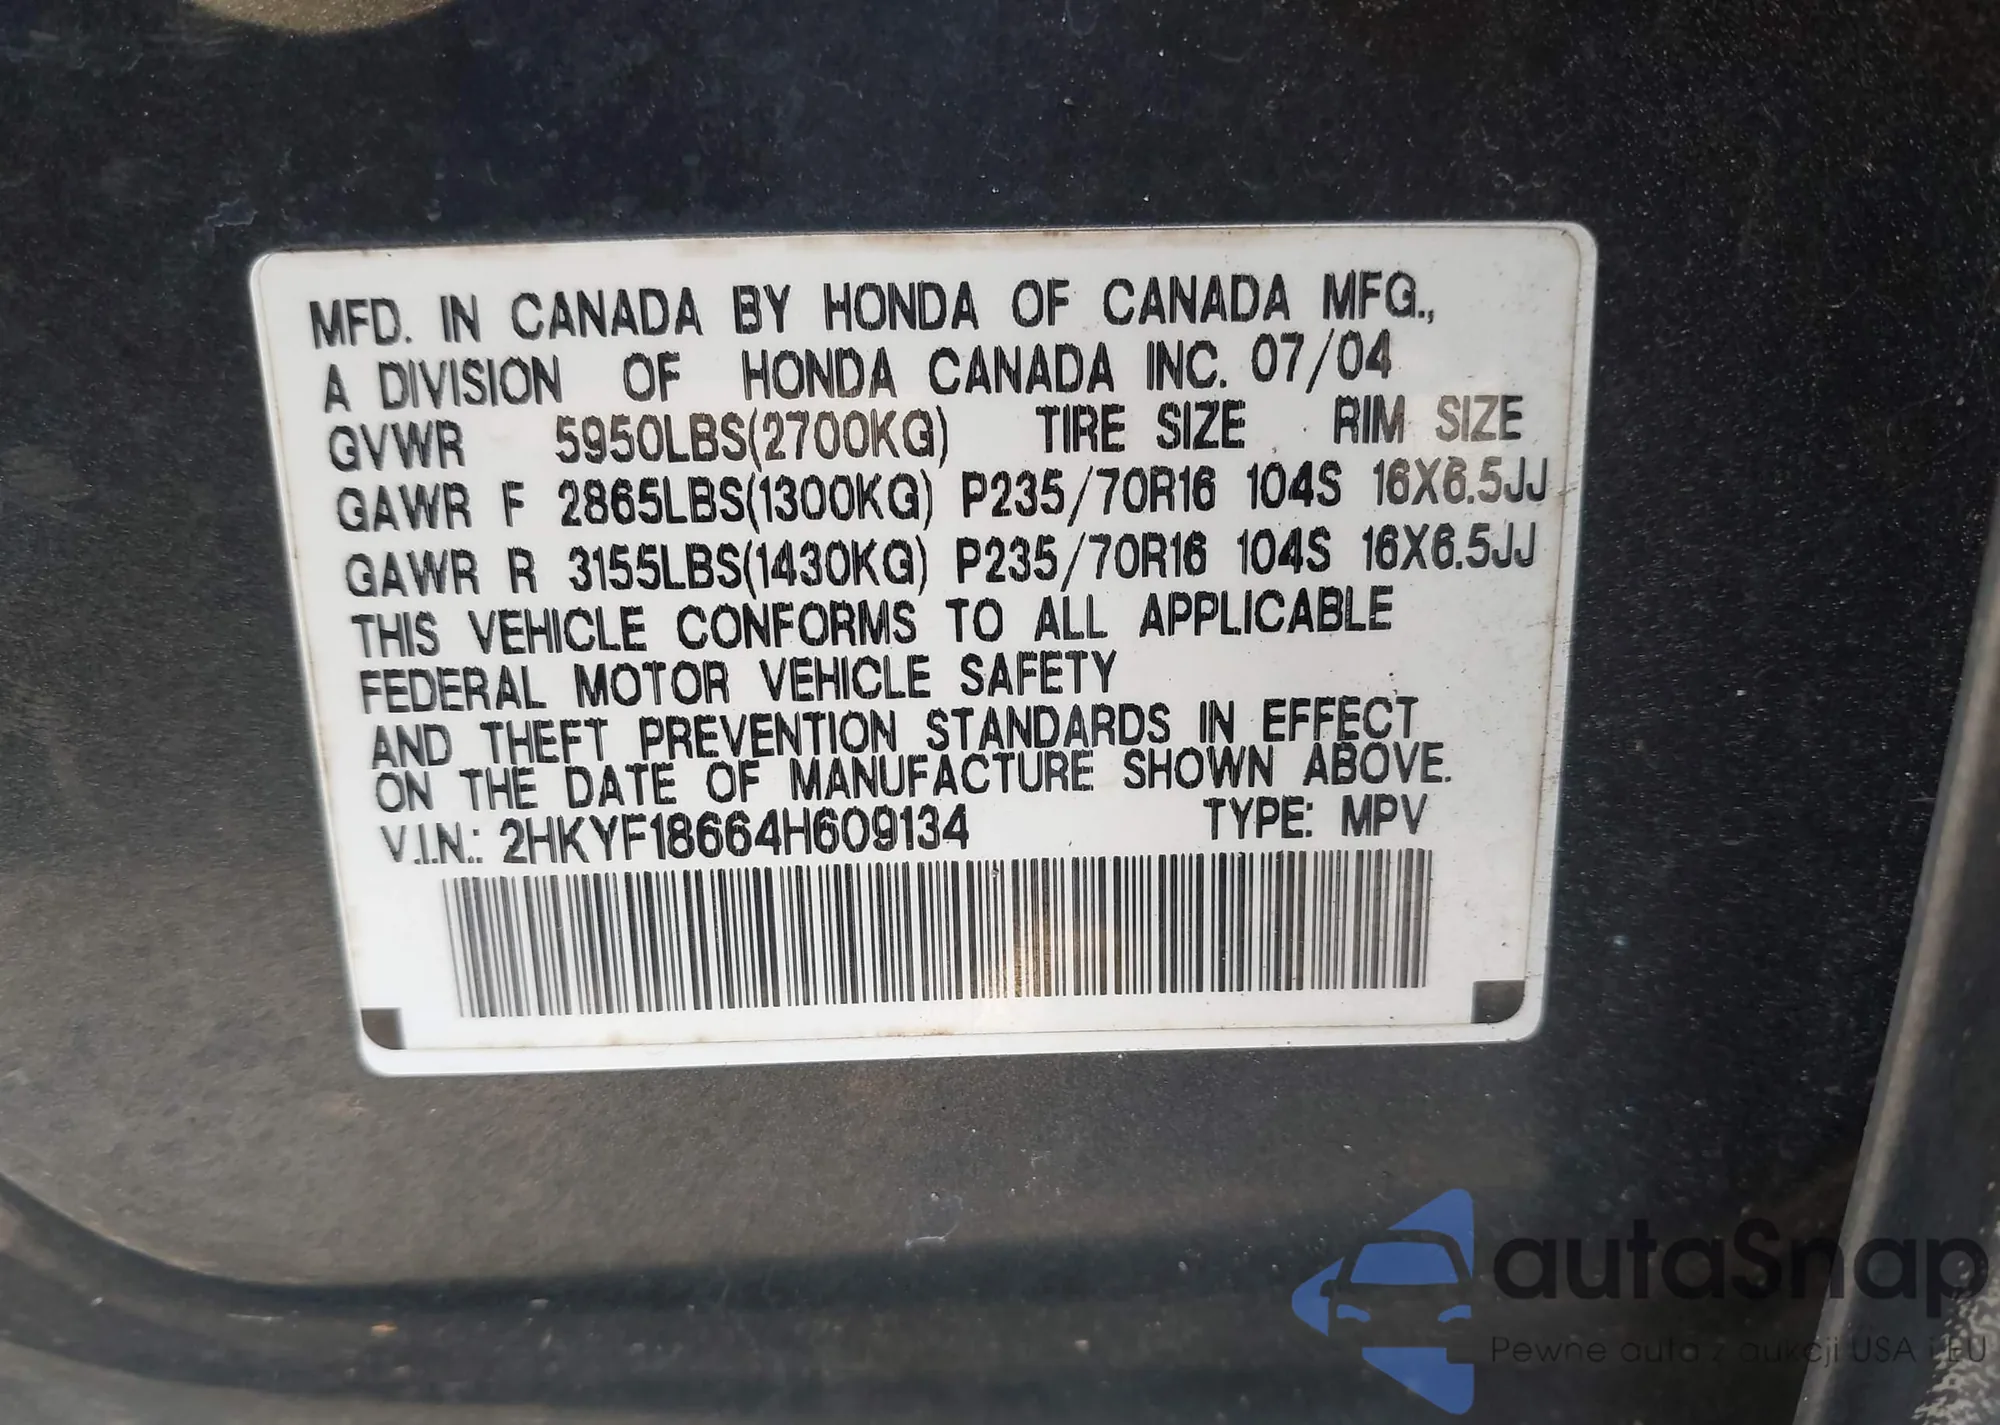 MFD. IN CANADA BY HONDA OF CANADA MFG.,
A DIVISION OF HONDA CANADA INC. 07/04
GVWR 5950LBS(2700KG) TIRE SIZE RIM SIZE
GAWR F 2865LBS(1300KG) P235/70R16 104S 16X6.5JJ
GAWR R 3155LBS(1430KG) P235/70R16 104S 16X6.5JJ
THIS VEHICLE CONFORMS TO ALL APPLICABLE
FEDERAL MOTOR VEHICLE SAFETY
AND THEFT PREVENTION STANDARDS IN EFFECT
ON THE DATE OF MANUFACTURE SHOWN ABOVE.
V.I.N.: 2HKYF18664H609134 TYPE: MPV
autaSnap
Pewne auta z aukcji USA i EU